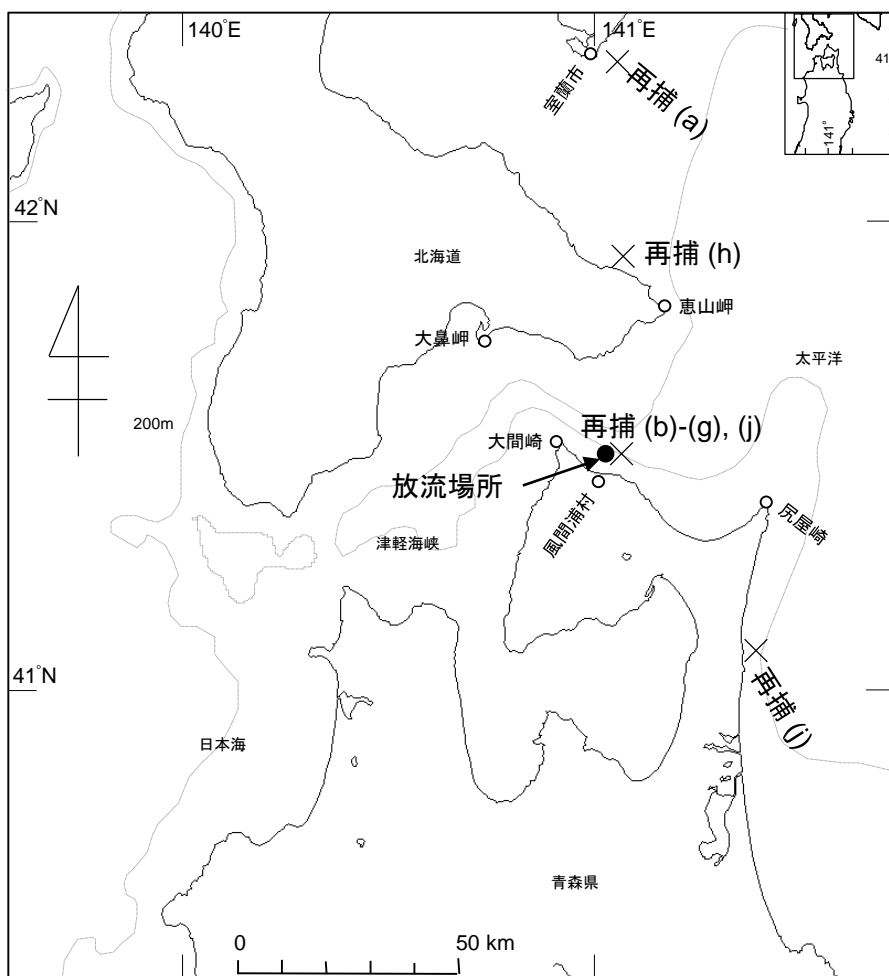 140°E
141°E
41
141°
室蘭市
再捕 (a)
42°N
北海道
再捕 (h)
恵山岬
大鼻岬
太平洋
200m
大間崎
再捕 (b)-(g), (j)
放流場所
風間浦村
尻屋崎
津軽海峡
41°N
再捕 (j)
日本海
青森県
0 50 km